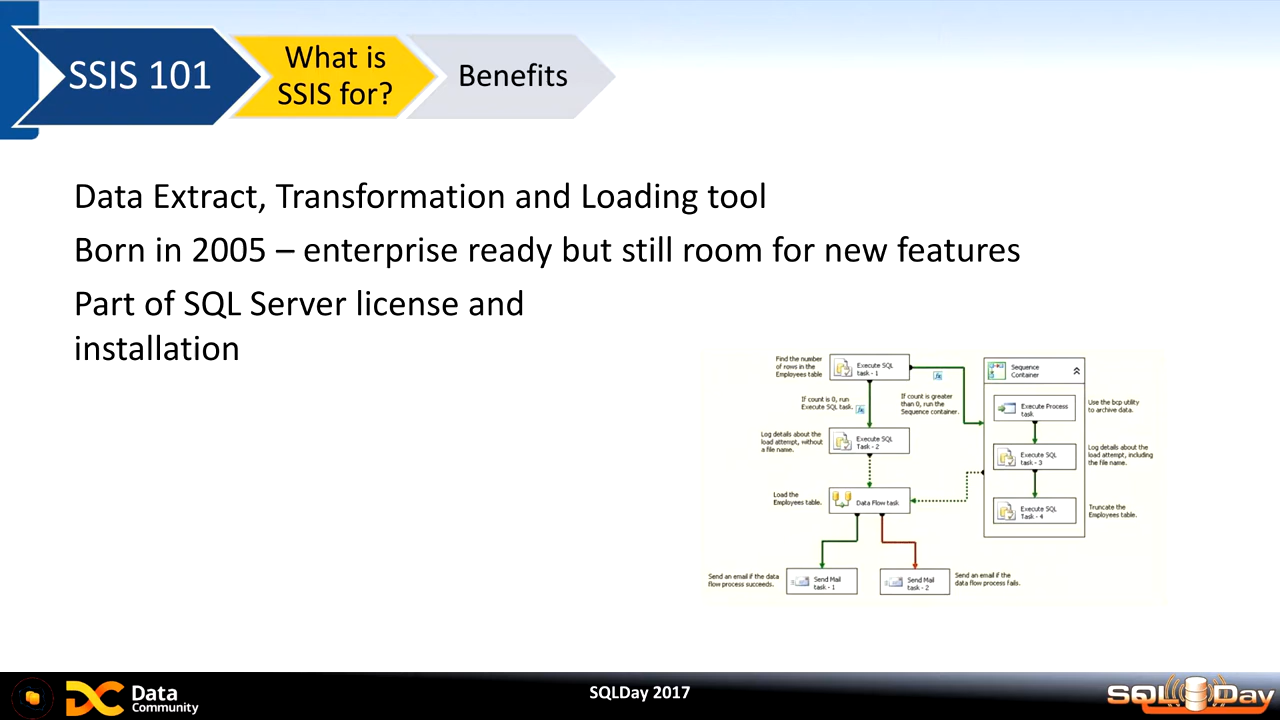 SSIS 101
What is
SSIS for?
Benefits
Data Extract, Transformation and Loading tool
Born in 2005 – enterprise ready but still room for new features
Part of SQL Server license and
installation
Find the number
of rows in the
Employees table
Execute SQL
task - 1
If count is 0, run
Execute SQL task.
If count is greater
than 0, run the
Sequence container.
Sequence
Container
Execute Process
task
Use the bcp utility
to archive data.
Log details about the
load attempt, without
a file name.
Execute SQL
Task - 2
Execute SQL
task - 3
Log details about the
load attempt, including
the file name.
Load the
Employees table.
Data Flow task
Execute SQL
Task - 4
Truncate the
Employees table.
Send an email if the data
flow process succeeds.
Send Mail
task - 1
Send Mail
task - 2
Send an email if the
data flow process fails.
Data
Community
SQLDay 2017
SQL Day